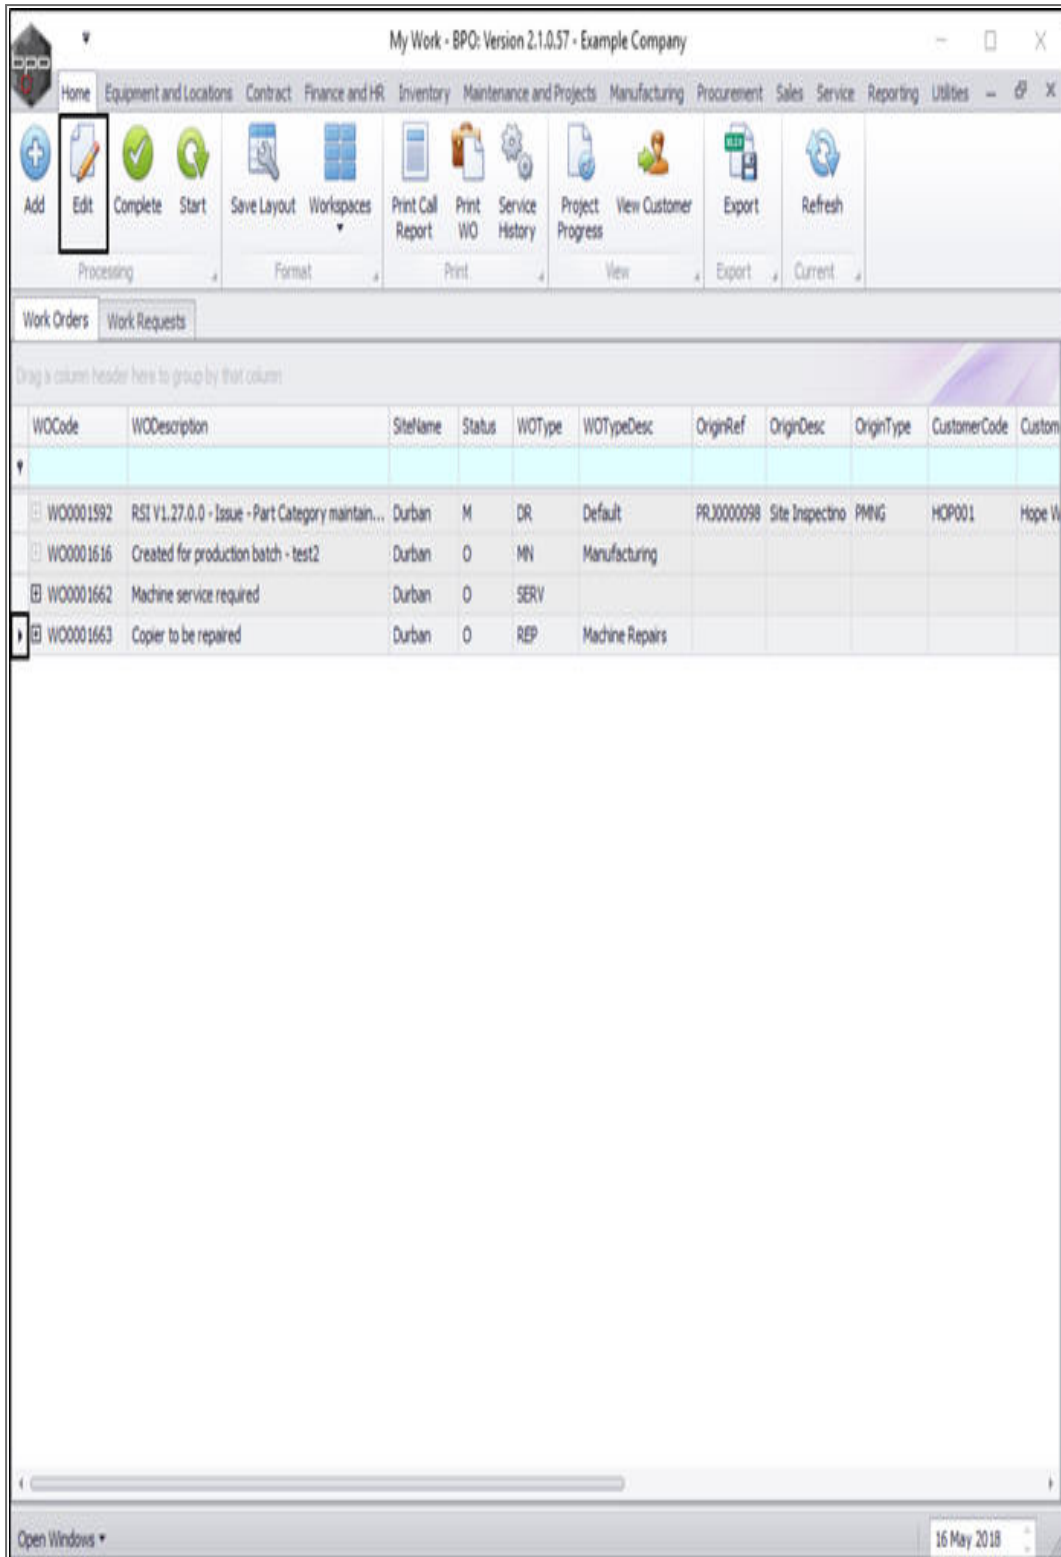 My Work - BPO: Version 2.1.0.57 - Example Company
bpo
Home Equipment and Locations Contract Finance and HR Inventory Maintenance and Projects Manufacturing Procurement Sales Service Reporting Utilities
Add Edit Complete Start Save Layout Workspaces Print Call Report Print WO Service History Project Progress View Customer Export Refresh
Processing Format Print View Export Current
Work Orders Work Requests
Drag a column header here to group by that column
WOCode WODescription SiteName Status WOType WOTypeDesc OriginRef OriginDesc OriginType CustomerCode Custom
WO0001592 RSI V1.27.0.0 - Issue - Part Category maintain... Durban M DR Default PRJ0000098 Site Inspectino PMNG HOP001 Hope W
WO0001616 Created for production batch - test2 Durban O MN Manufacturing
WO0001662 Machine service required Durban O SERV
WO0001663 Copier to be repaired Durban O REP Machine Repairs
Open Windows 16 May 2018